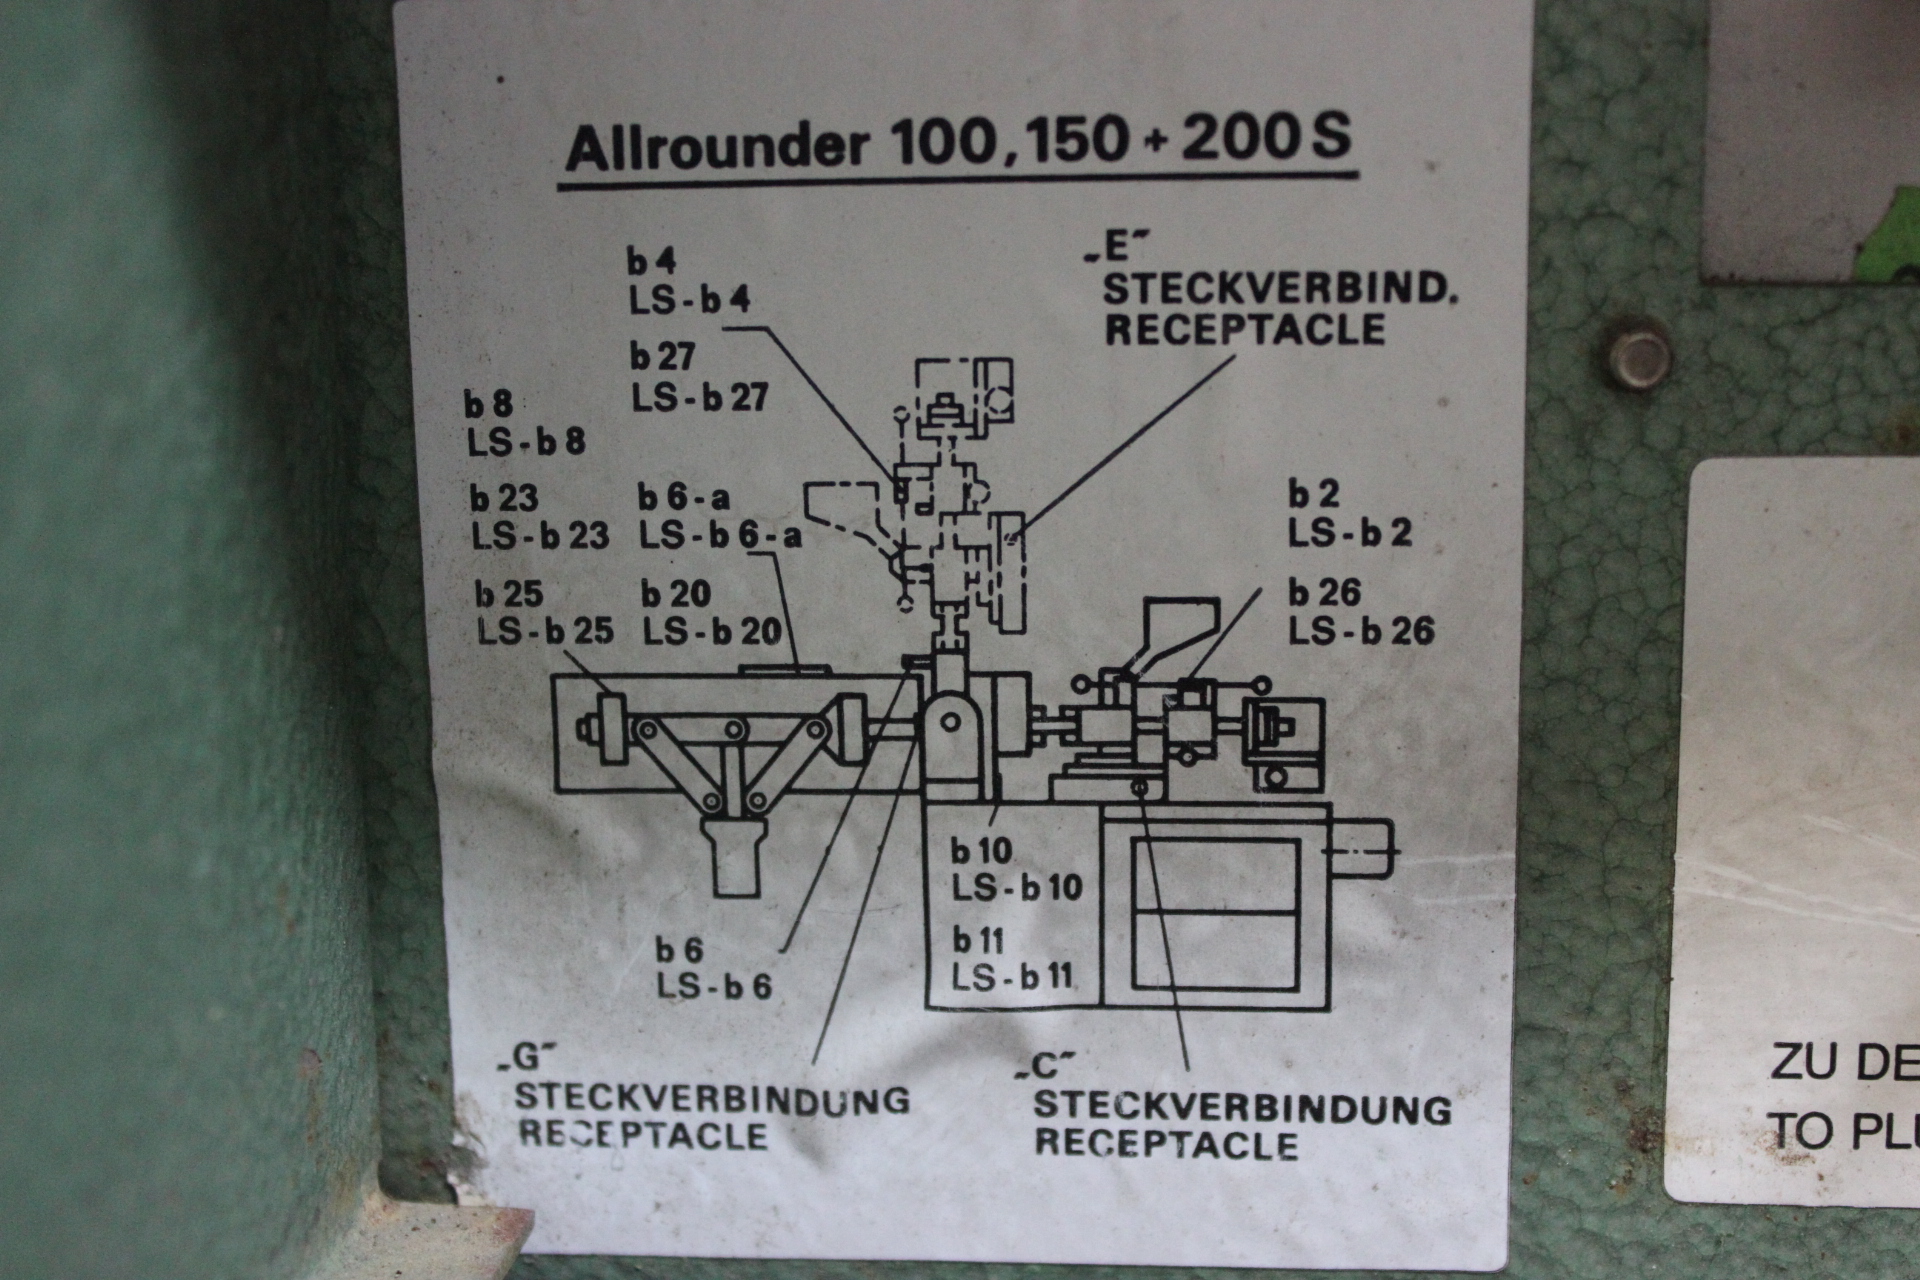 Allrounder 100, 150 + 200 S
b 4
LS-b 4
b 27
LS-b 27
„E“
STECKVERBIND.
RECEPTACLE
b 8
LS-b 8
b 23
LS-b 23
b 25
LS-b 25
b 6-a
LS-b 6-a
b 20
LS-b 20
b 2
LS-b 2
b 26
LS-b 26
b 10
LS-b 10
b 11
LS-b 11
b 6
LS-b 6
„G“
STECKVERBINDUNG
RECEPTACLE
„C“
STECKVERBINDUNG
RECEPTACLE
ZU DE
TO PLU